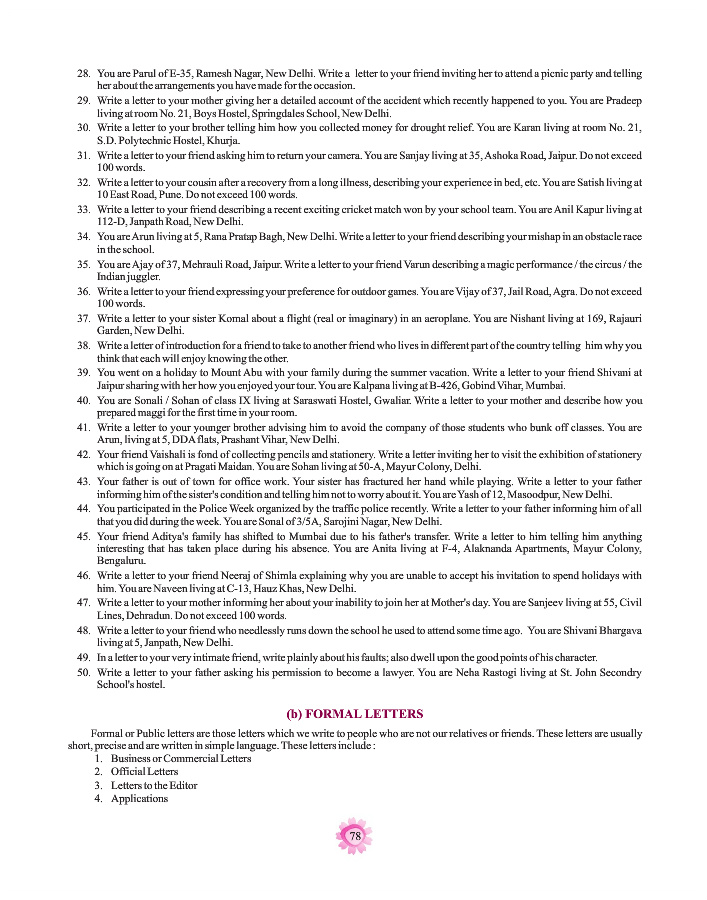 28. You are Parul of E-35, Ramesh Nagar, New Delhi. Write a letter to your friend inviting her to attend a picnic party and telling
her about the arrangements you have made for the occasion.
29. Write a letter to your mother giving her a detailed account of the accident which recently happened to you. You are Pradeep
living at room No. 21, Boys Hostel, Springdales School, New Delhi.
30. Write a letter to your brother telling him how you collected money for drought relief. You are Karan living at room No. 21,
S.D. Polytechnic Hostel, Khurja.
31. Write a letter to your friend asking him to return your camera. You are Sanjay living at 35, Ashoka Road, Jaipur. Do not exceed
100 words.
32. Write a letter to your cousin after a recovery from a long illness, describing your experience in bed, etc. You are Satish living at
10 East Road, Pune. Do not exceed 100 words.
33. Write a letter to your friend describing a recent exciting cricket match won by your school team. You are Anil Kapur living at
112-D, Janpath Road, New Delhi.
34. You are Arun living at 5, Rana Pratap Bagh, New Delhi. Write a letter to your friend describing your mishap in an obstacle race
in the school.
35. You are Ajay of 37, Mehrauli Road, Jaipur. Write a letter to your friend Varun describing a magic performance / the circus / the
Indian juggler.
36. Write a letter to your friend expressing your preference for outdoor games. You are Vijay of 37, Jail Road, Agra. Do not exceed
100 words.
37. Write a letter to your sister Komal about a flight (real or imaginary) in an aeroplane. You are Nishant living at 169, Rajauri
Garden, New Delhi.
38. Write a letter of introduction for a friend to take to another friend who lives in different part of the country telling him why you
think that each will enjoy knowing the other.
39. You went on a holiday to Mount Abu with your family during the summer vacation. Write a letter to your friend Shivani at
Jaipur sharing with her how you enjoyed your tour. You are Kalpana living at B-426, Gobind Vihar, Mumbai.
40. You are Sonali / Sohan of class IX living at Saraswati Hostel, Gwaliar. Write a letter to your mother and describe how you
prepared maggi for the first time in your room.
41. Write a letter to your younger brother advising him to avoid the company of those students who bunk off classes. You are
Arun, living at 5, DDA flats, Prashant Vihar, New Delhi.
42. Your friend Vaishali is fond of collecting pencils and stationery. Write a letter inviting her to visit the exhibition of stationery
which is going on at Pragati Maidan. You are Sohan living at 50-A, Mayur Colony, Delhi.
43. Your father is out of town for office work. Your sister has fractured her hand while playing. Write a letter to your father
informing him of the sister's condition and telling him not to worry about it. You are Yash of 12, Masoodpur, New Delhi.
44. You participated in the Police Week organized by the traffic police recently. Write a letter to your father informing him of all
that you did during the week. You are Sonal of 3/5A, Sarojini Nagar, New Delhi.
45. Your friend Aditya's family has shifted to Mumbai due to his father's transfer. Write a letter to him telling him anything
interesting that has taken place during his absence. You are Anita living at F-4, Alaknanda Apartments, Mayur Colony,
Bengaluru.
46. Write a letter to your friend Neeraj of Shimla explaining why you are unable to accept his invitation to spend holidays with
him. You are Naveen living at C-13, Hauz Khas, New Delhi.
47. Write a letter to your mother informing her about your inability to join her at Mother's day. You are Sanjeev living at 55, Civil
Lines, Dehradun. Do not exceed 100 words.
48. Write a letter to your friend who needlessly runs down the school he used to attend some time ago. You are Shivani Bhargava
living at 5, Janpath, New Delhi.
49. In a letter to your very intimate friend, write plainly about his faults; also dwell upon the good points of his character.
50. Write a letter to your father asking his permission to become a lawyer. You are Neha Rastogi living at St. John Secondry
School's hostel.
(b) FORMAL LETTERS
Formal or Public letters are those letters which we write to people who are not our relatives or friends. These letters are usually
short, precise and are written in simple language. These letters include :
1. Business or Commercial Letters
2. Official Letters
3. Letters to the Editor
4. Applications
78